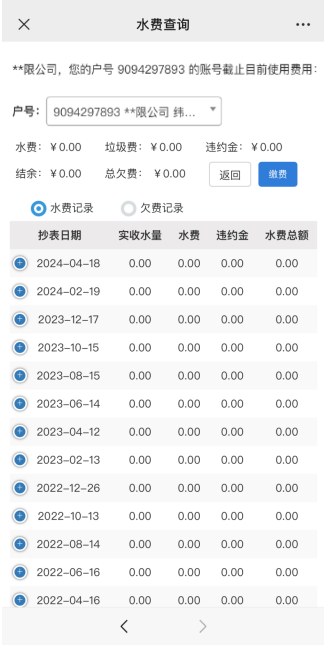 水费查询
**限公司，您的户号 9094297893 的账号截止目前使用费用：
户号： 9094297893 **限公司 纬...
水费：￥0.00 垃圾费：￥0.00 违约金：￥0.00
结余：￥0.00 总欠费：￥0.00 返回 缴费
水费记录 欠费记录
抄表日期 实收水量 水费 违约金 水费总额
2024-04-18 0.00 0.00 0.00 0.00
2024-02-19 0.00 0.00 0.00 0.00
2023-12-17 0.00 0.00 0.00 0.00
2023-10-15 0.00 0.00 0.00 0.00
2023-08-15 0.00 0.00 0.00 0.00
2023-06-14 0.00 0.00 0.00 0.00
2023-04-12 0.00 0.00 0.00 0.00
2023-02-13 0.00 0.00 0.00 0.00
2022-12-26 0.00 0.00 0.00 0.00
2022-10-13 0.00 0.00 0.00 0.00
2022-08-14 0.00 0.00 0.00 0.00
2022-06-16 0.00 0.00 0.00 0.00
2022-04-16 0.00 0.00 0.00 0.00